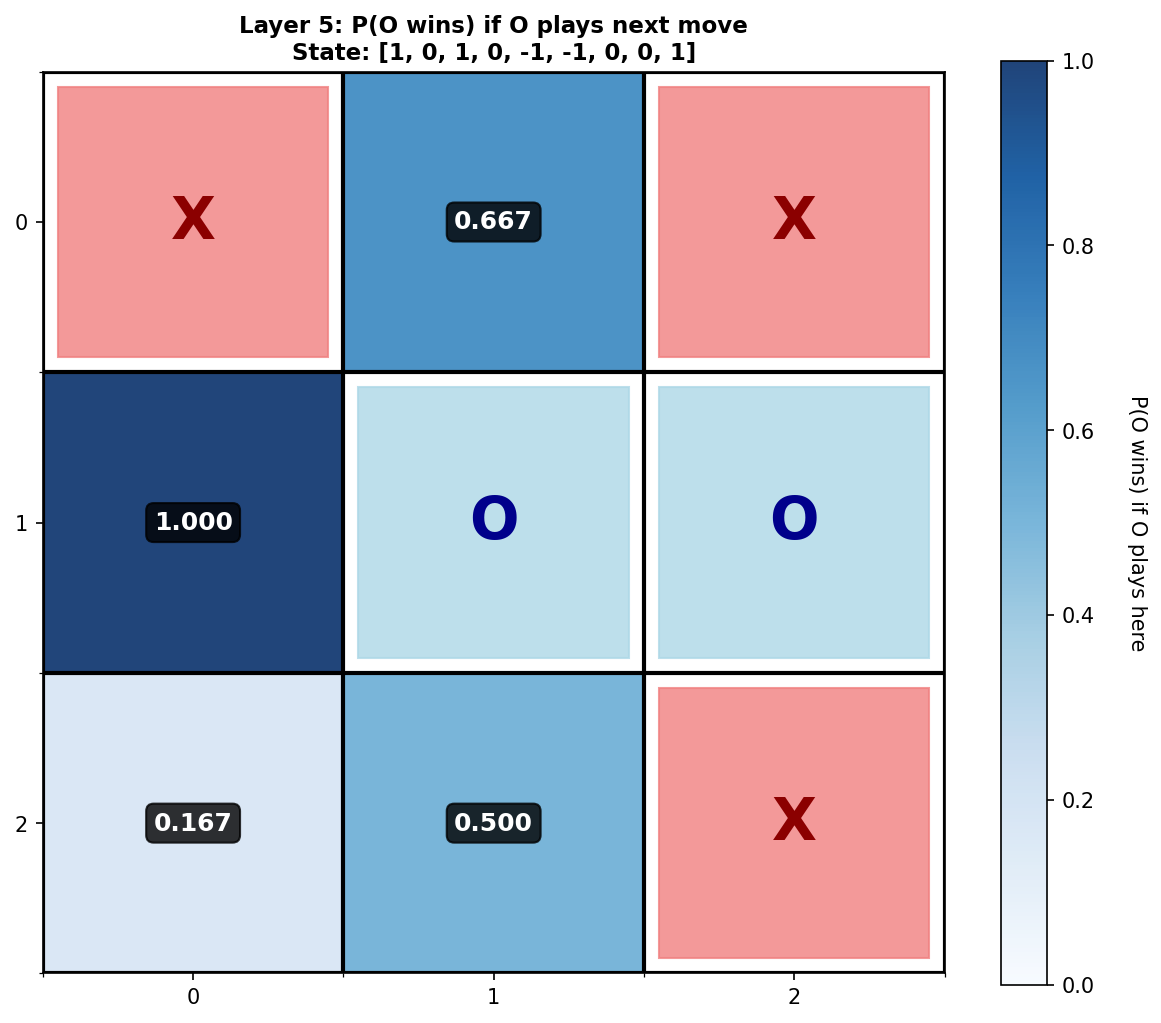 Layer 5: P(O wins) if O plays next move
State: [1, 0, 1, 0, -1, -1, 0, 0, 1]
0
X
0.667
X
1
1.000
O
O
2
0.167
0.500
X
0
1
2
1.0
0.8
0.6
0.4
0.2
0.0
P(O wins) if O plays here